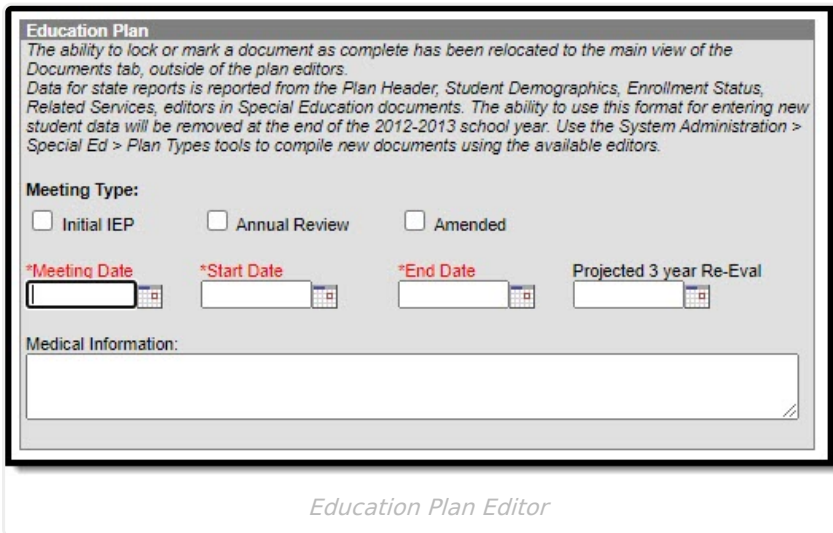 Education Plan
The ability to lock or mark a document as complete has been relocated to the main view of the
Documents tab, outside of the plan editors.
Data for state reports is reported from the Plan Header, Student Demographics, Enrollment Status,
Related Services, editors in Special Education documents. The ability to use this format for entering new
student data will be removed at the end of the 2012-2013 school year. Use the System Administration >
Special Ed > Plan Types tools to compile new documents using the available editors.
Meeting Type:
Initial IEP Annual Review Amended
*Meeting Date *Start Date *End Date Projected 3 year Re-Eval
Medical Information:
Education Plan Editor